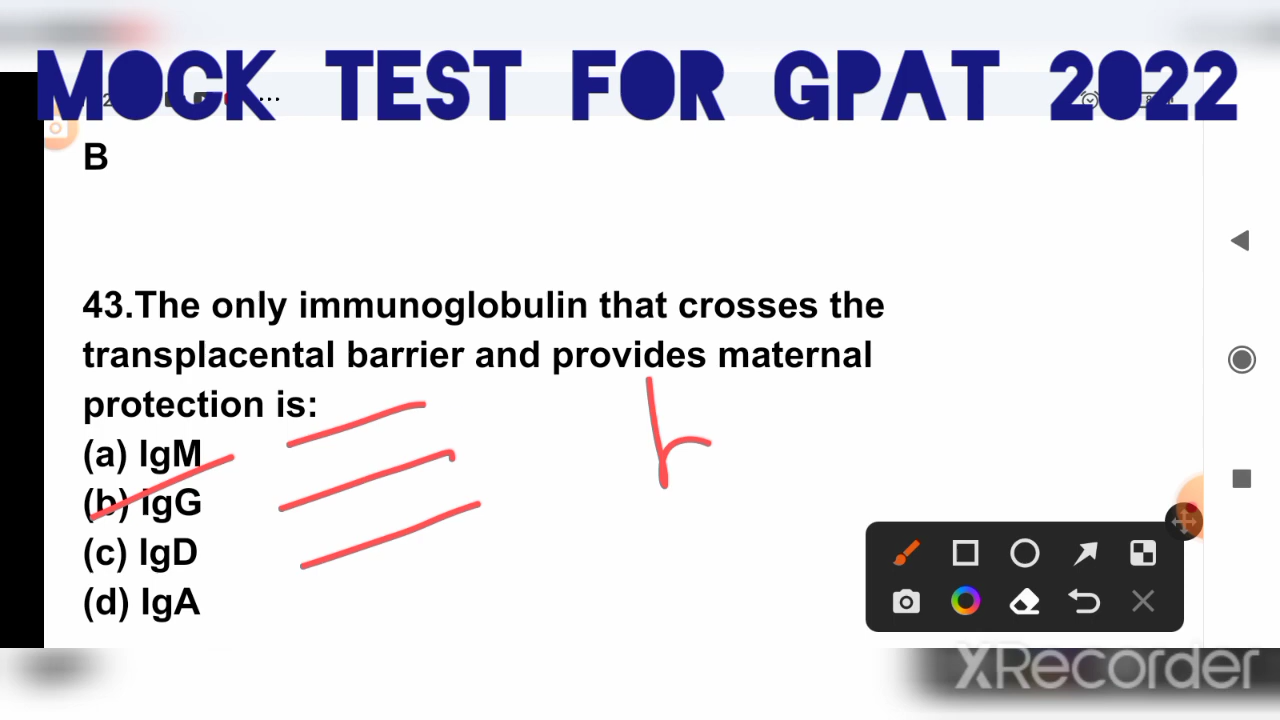 MOCK TEST FOR GPAT 2022
B
43.The only immunoglobulin that crosses the
transplacental barrier and provides maternal
protection is:
(a) IgM
(b) IgG
(c) IgD
(d) IgA
XRecorder